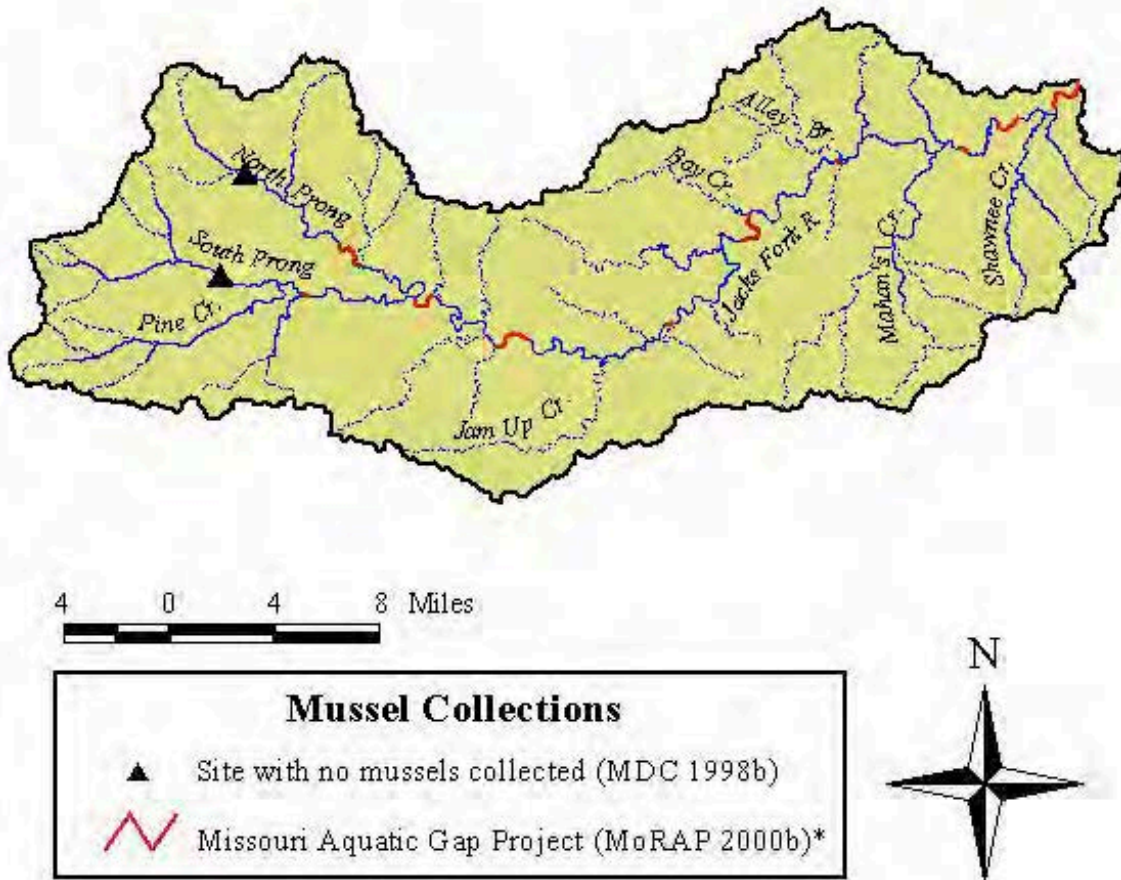 Alley Br.
Bay Cr.
North Prong
South Prong
Pine Cr.
Jacks Fork R
Mahan's Cr.
Shawnee Cr
Jam Up Cr.
4 0 4 8 Miles
N
Mussel Collections
Site with no mussels collected (MDC 1998b)
Missouri Aquatic Gap Project (MoRAP 2000b)*